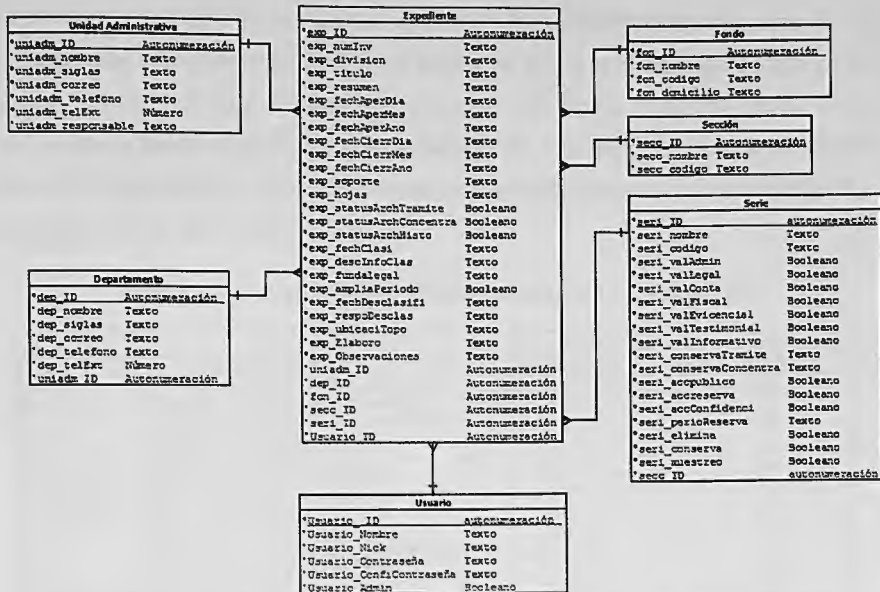 Unidad Administrativa
*uniadm_ID Autonumeración
*uniadm_nombre Texto
*uniadm_siglas Texto
*uniadm_correo Texto
*unidadm_telefono Texto
*uniadm_telExt Número
*uniadm_responsable Texto
Departamento
*dep_ID Autonumeración
*dep_nombre Texto
*dep_siglas Texto
*dep_correo Texto
*dep_telefono Texto
*dep_telExt Número
*uniadm_ID Autonumeración
Expediente
*exp_ID Autonumeración
*exp_numInv Texto
*exp_division Texto
*exp_titulo Texto
*exp_resumen Texto
*exp_fechAperDia Texto
*exp_fechAperMes Texto
*exp_fechAperAno Texto
*exp_fechCierrDia Texto
*exp_fechCierrMes Texto
*exp_fechCierrAno Texto
*exp_soporte Texto
*exp_hojas Texto
*exp_statusArchTramite Booleano
*exp_statusArchConcentra Booleano
*exp_statusArchHisto Booleano
*exp_fechClasi Texto
*exp_descInfoClas Texto
*exp_fundalegal Texto
*exp_ampliaPeriodo Booleano
*exp_fechDesclasifi Texto
*exp_respoDesclas Texto
*exp_ubicaciTopo Texto
*exp_Elaboro Texto
*exp_Observaciones Texto
*uniadm_ID Autonumeración
*dep_ID Autonumeración
*fon_ID Autonumeración
*secc_ID Autonumeración
*seri_ID Autonumeración
*Usuario_ID Autonumeración
Fondo
*fon_ID Autonumeración
*fon_nombre Texto
*fon_codigo Texto
*fon_domicilio Texto
Sección
*secc_ID Autonumeración
*secc_nombre Texto
*secc_codigo Texto
Serie
*seri_ID autonumeración
*seri_nombre Texto
*seri_codigo Texto
*seri_valAdmin Booleano
*seri_valLegal Booleano
*seri_valConta Booleano
*seri_valFiscal Booleano
*seri_valEvicencial Booleano
*seri_valTestimonial Booleano
*seri_valInformativo Booleano
*seri_conservaTramite Texto
*seri_conservaConcentra Texto
*seri_accpublico Booleano
*seri_accreserva Booleano
*seri_accConfidenci Booleano
*seri_perioReserva Texto
*seri_elimina Booleano
*seri_conserva Booleano
*seri_muestreo Booleano
*secc_ID autonumeración
Usuario
*Usuario_ID autonumeración
*Usuario_Nombre Texto
*Usuario_Nick Texto
*Usuario_Contraseña Texto
*Usuario_ConfiContraseña Texto
*Usuario_Admin Booleano